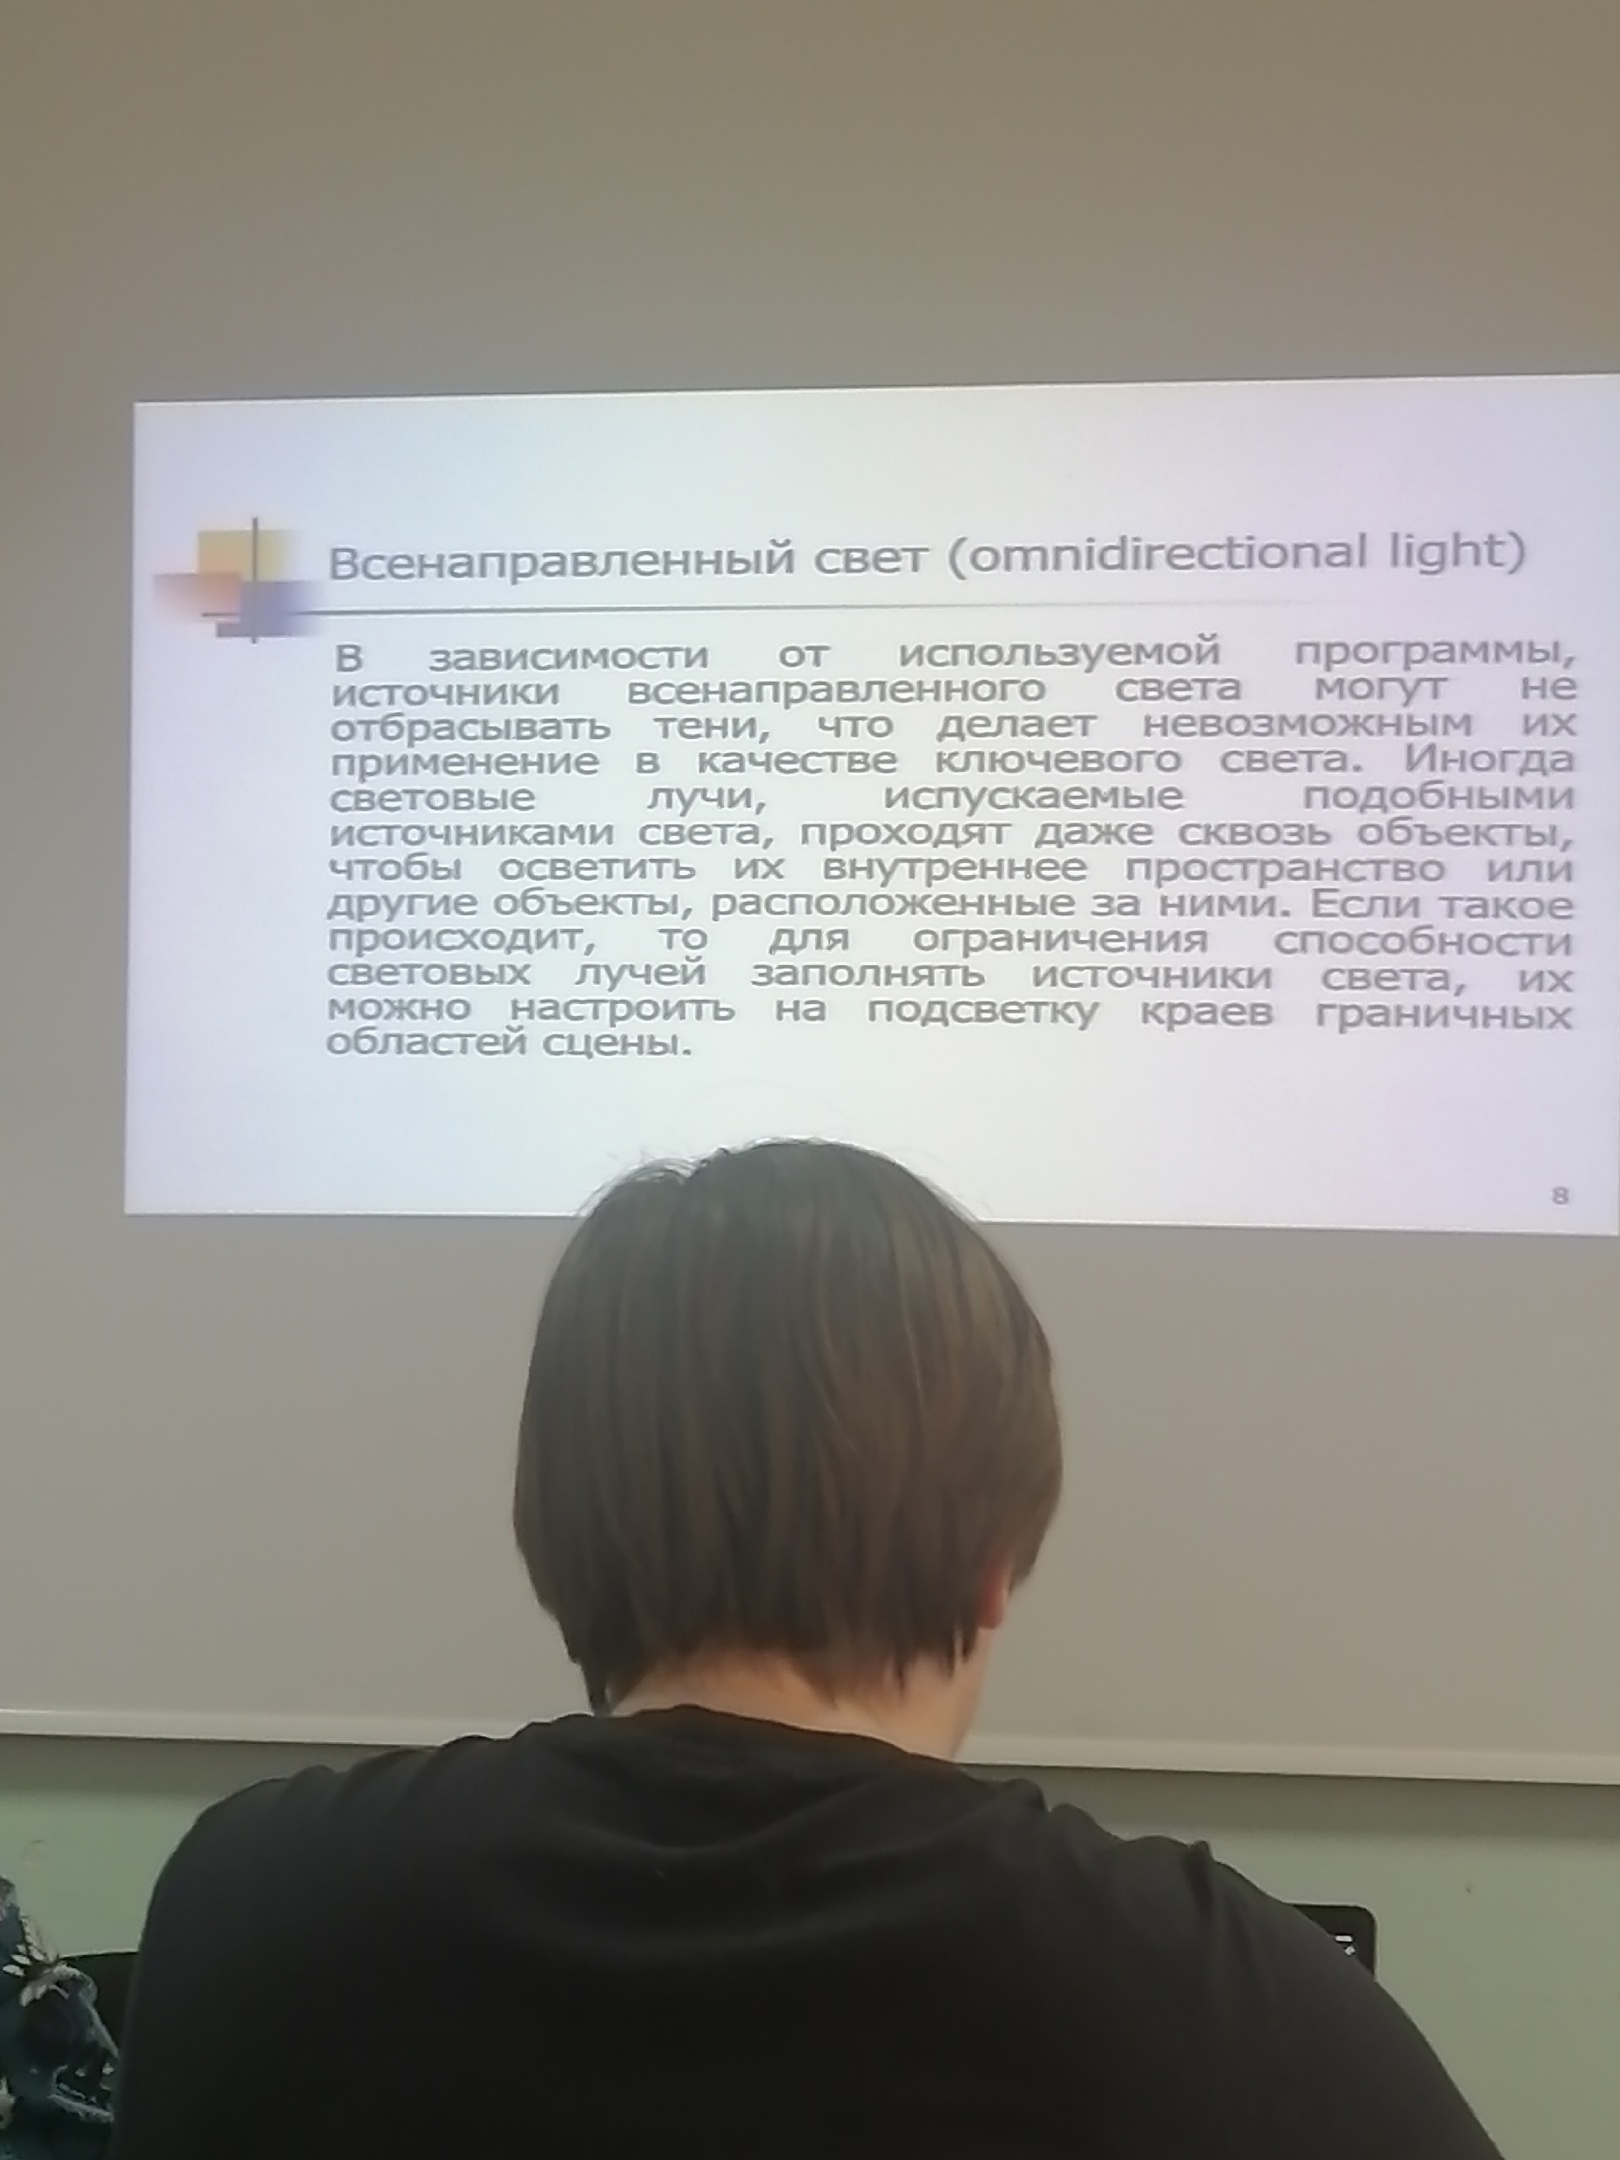 Всенаправленный свет (omnidirectional light)
В зависимости от используемой программы,
источники всенаправленного света могут не
отбрасывать тени, что делает невозможным их
применение в качестве ключевого света. Иногда
световые лучи, испускаемые подобными
источниками света, проходят даже сквозь объекты,
чтобы осветить их внутреннее пространство или
другие объекты, расположенные за ними. Если такое
происходит, то для ограничения способности
световых лучей заполнять источники света, их
можно настроить на подсветку краев граничных
областей сцены.
8